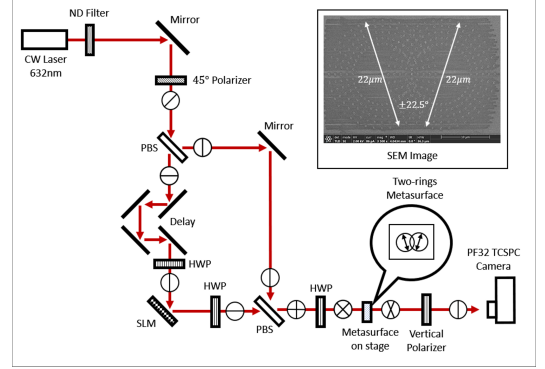 ND Filter
Mirror
CW Laser
632nm
45° Polarizer
22μm
22μm
±22.5°
SEM Image
PBS
Mirror
Two-rings
Metasurface
Delay
HWP
HWP
HWP
PF32 TCSPC
Camera
SLM
PBS
Metasurface
on stage
Vertical
Polarizer